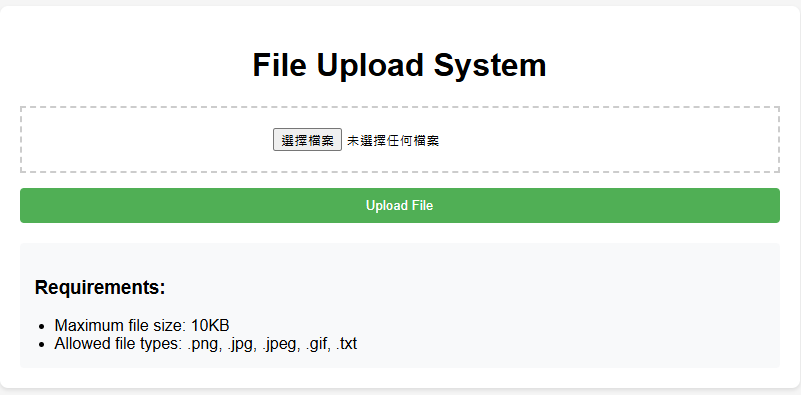 File Upload System
選擇檔案 未選擇任何檔案
Upload File
Requirements:
• Maximum file size: 10KB
• Allowed file types: .png, .jpg, .jpeg, .gif, .txt